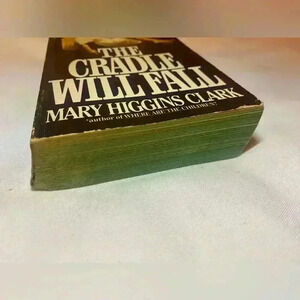 THE
CRADLE
WILL FALL
MARY HIGGINS CLARK
"author of WHERE ARE THE CHILDREN?